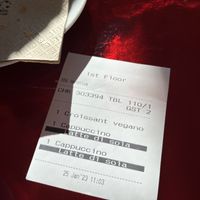 1st Floor
CHK 303394 TBL 110/1
GST 2
1 Croissant vegano
1 Cappuccino
latte di soia
1 Cappuccino
latte di soia
25 Jan'23 11:03